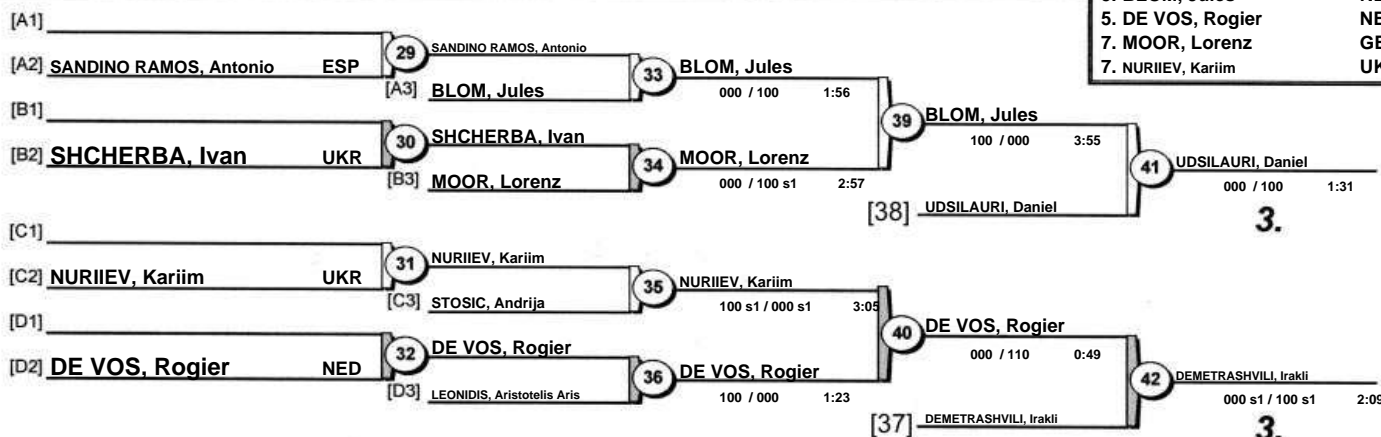 5. DE VOS, Rogier NE
7. MOOR, Lorenz GE
7. NURIIEV, Kariim UK
[A1]
[A2] SANDINO RAMOS, Antonio ESP
[B1]
[B2] SHCHERBA, Ivan UKR
[C1]
[C2] NURIIEV, Kariim UKR
[D1]
[D2] DE VOS, Rogier NED
29
30
31
32
SANDINO RAMOS, Antonio
[A3] BLOM, Jules
SHCHERBA, Ivan
[B3] MOOR, Lorenz
NURIIEV, Kariim
[C3] STOSIC, Andrija
DE VOS, Rogier
[D3] LEONIDIS, Aristotelis Aris
33
34
35
36
BLOM, Jules
000 / 100 1:56
MOOR, Lorenz
000 / 100 s1 2:57
NURIIEV, Kariim
100 s1 / 000 s1 3:05
DE VOS, Rogier
100 / 000 1:23
39
40
BLOM, Jules
100 / 000 3:55
[38] UDSILAURI, Daniel
DE VOS, Rogier
000 / 110 0:49
[37] DEMETRASHVILI, Irakli
41
42
UDSILAURI, Daniel
000 / 100 1:31
3.
DEMETRASHVILI, Irakli
000 s1 / 100 s1 2:09
3.